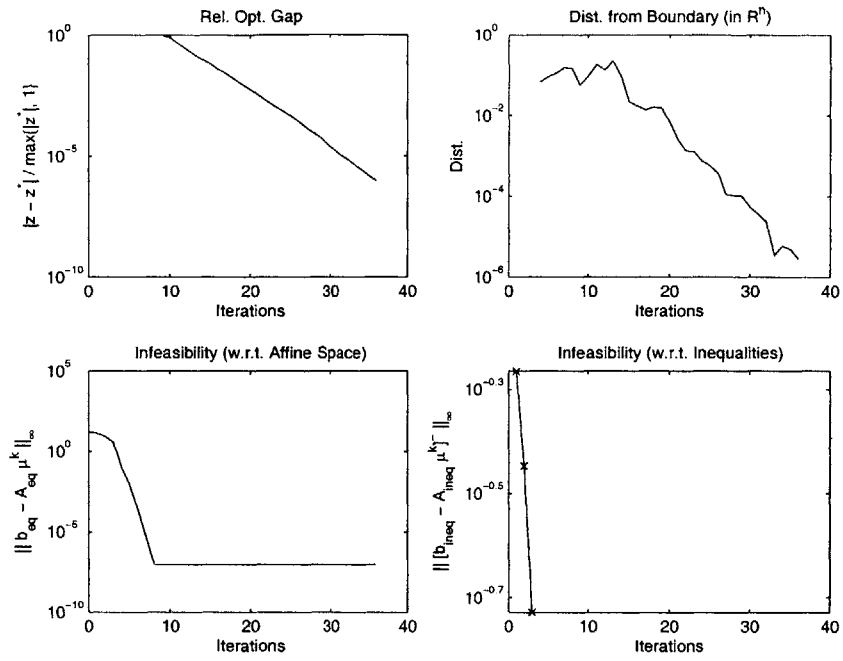 Rel. Opt. Gap
|z - z*| / max(|z*|, 1)
10^0
10^-5
10^-10
0 10 20 30 40
Iterations
Dist. from Boundary (in R^n)
Dist.
10^0
10^-2
10^-4
10^-6
0 10 20 30 40
Iterations
Infeasibility (w.r.t. Affine Space)
|| b_eq - A_eq μ^k ||_∞
10^5
10^0
10^-5
10^-10
0 10 20 30 40
Iterations
Infeasibility (w.r.t. Inequalities)
|| [b_ineq - A_ineq μ^k]^- ||_∞
10^-0.3
10^-0.5
10^-0.7
0 10 20 30 40
Iterations